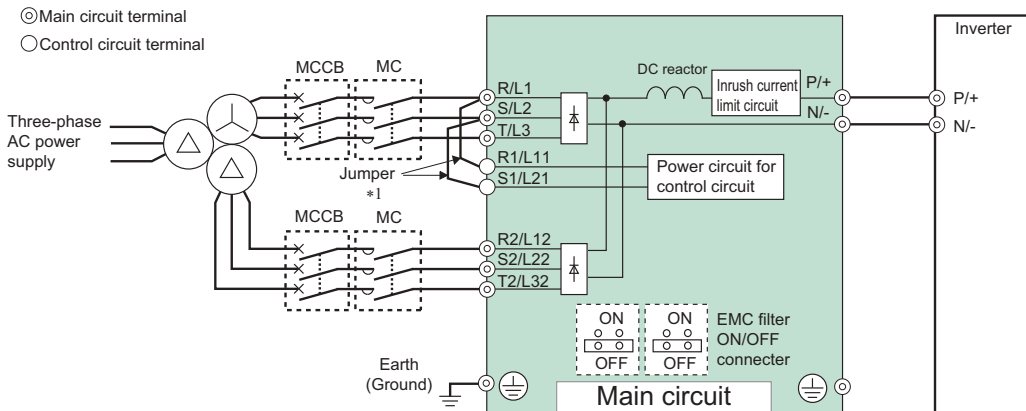 Main circuit terminal
Control circuit terminal
Three-phase
AC power
supply
MCCB
MC
R/L1
S/L2
T/L3
R1/L11
S1/L21
Jumper
*1
MCCB
MC
R2/L12
S2/L22
T2/L32
DC reactor
Inrush current
limit circuit
P/+
N/-
Power circuit for
control circuit
ON
OFF
ON
OFF
EMC filter
ON/OFF
connecter
Earth
(Ground)
Main circuit
Inverter
P/+
N/-